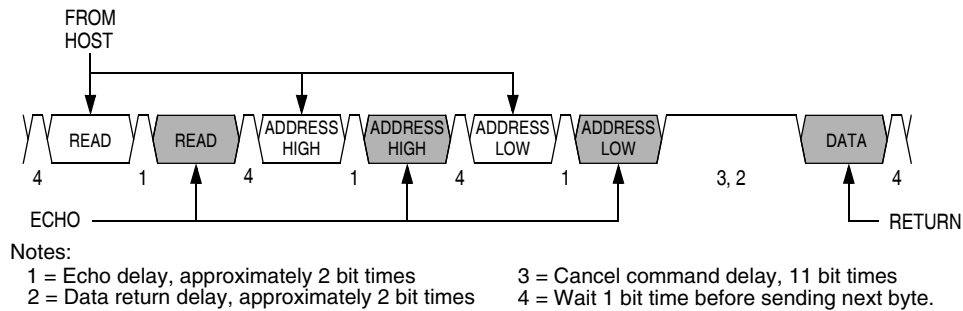 FROM
HOST
READ READ ADDRESS HIGH ADDRESS HIGH ADDRESS LOW ADDRESS LOW DATA
4 1 4 1 4 1 3, 2 4
ECHO RETURN
Notes:
1 = Echo delay, approximately 2 bit times
2 = Data return delay, approximately 2 bit times
3 = Cancel command delay, 11 bit times
4 = Wait 1 bit time before sending next byte.